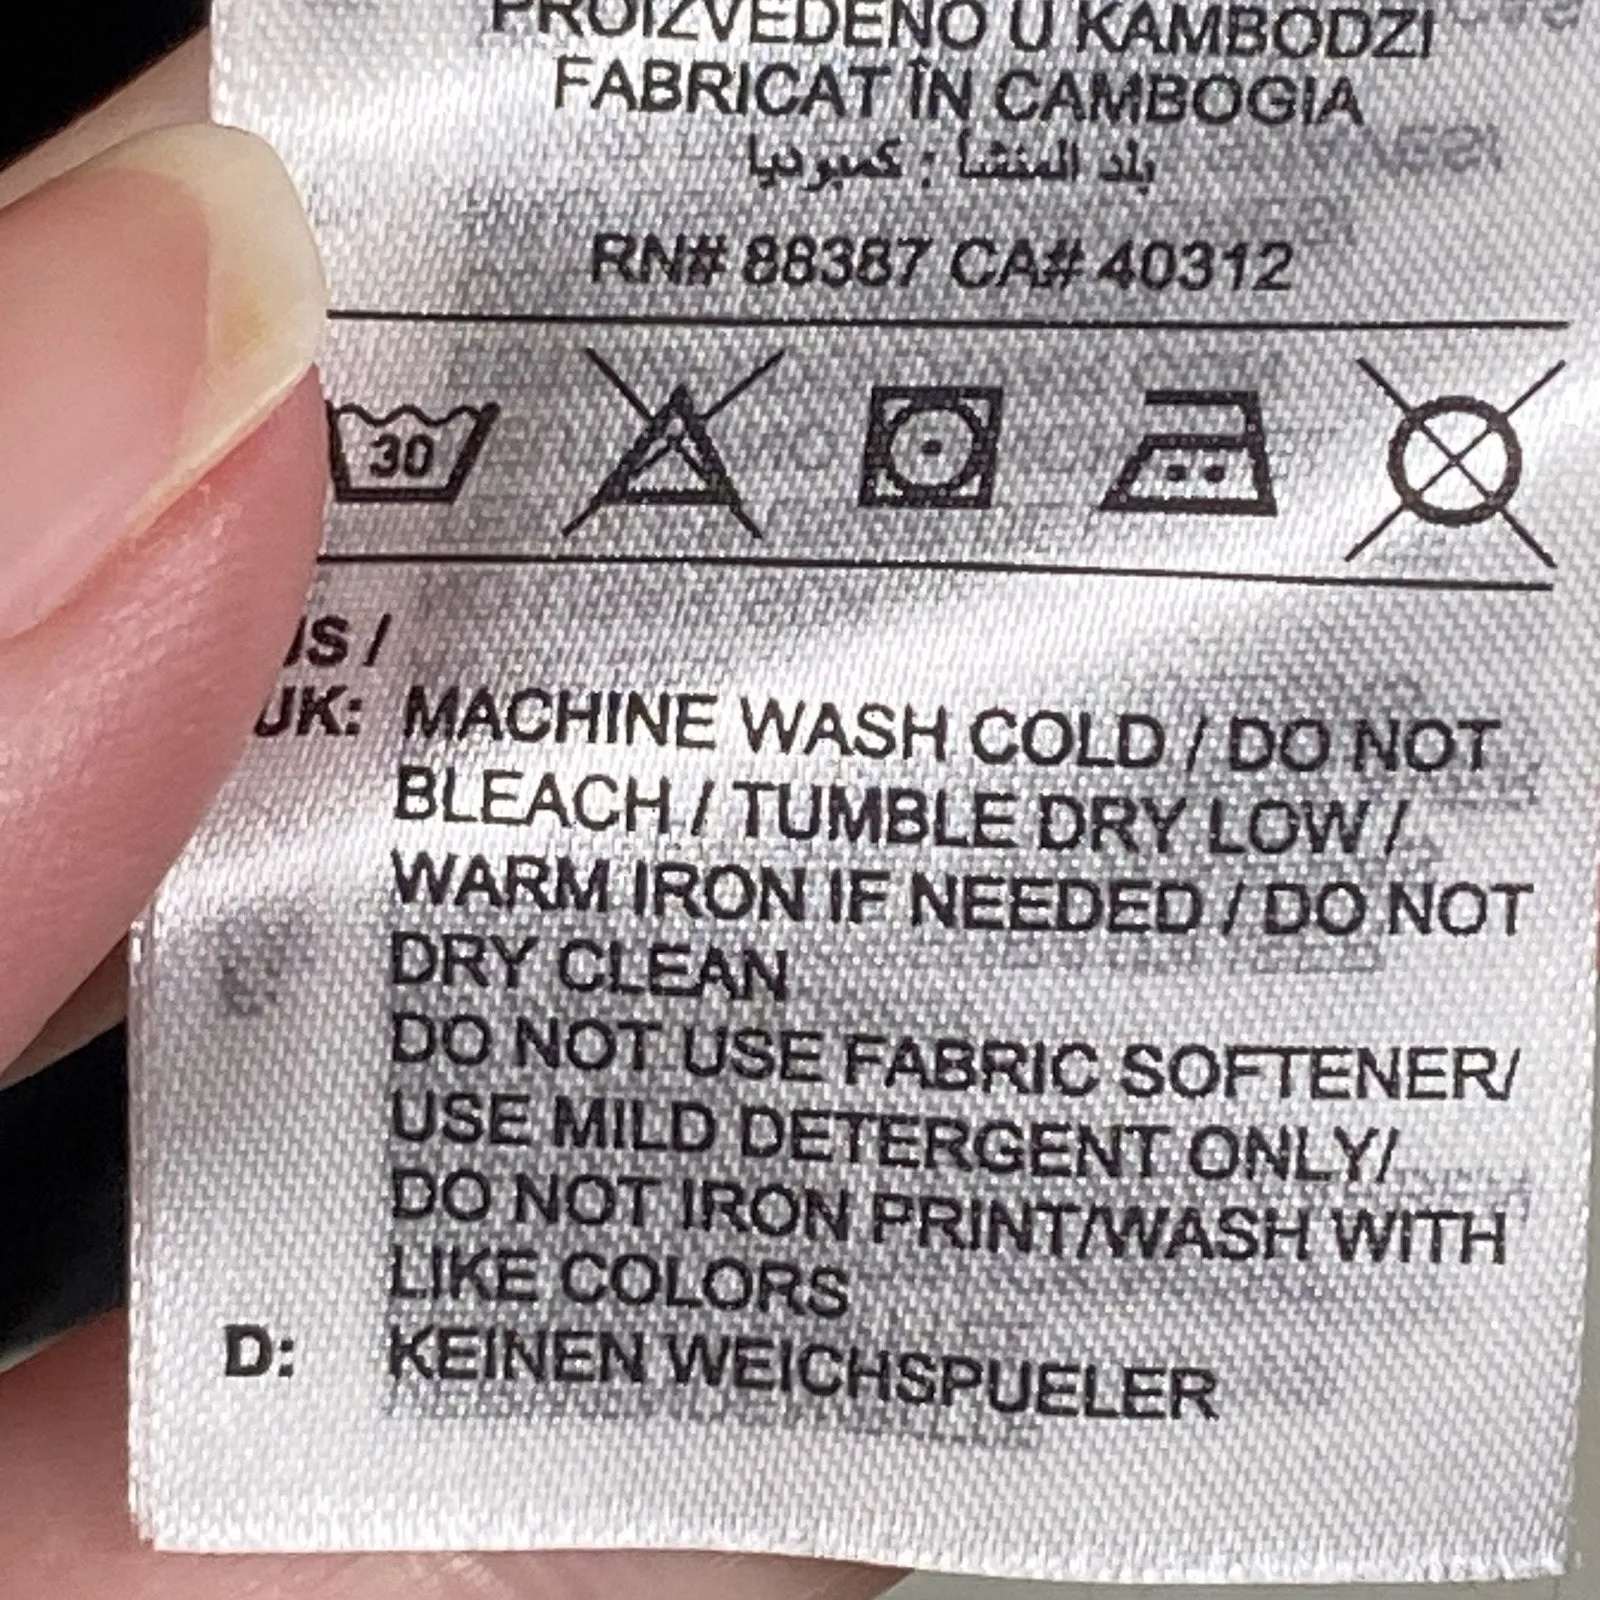 PROIZVEDENO U KAMBODZI
FABRICAT ÎN CAMBOGIA
بلد المنشأ : كمبوديا
RN# 88387 CA# 40312
30
US /
UK: MACHINE WASH COLD / DO NOT
BLEACH / TUMBLE DRY LOW /
WARM IRON IF NEEDED / DO NOT
DRY CLEAN
DO NOT USE FABRIC SOFTENER/
USE MILD DETERGENT ONLY/
DO NOT IRON PRINT/WASH WITH
LIKE COLORS
D: KEINEN WEICHSPUELER